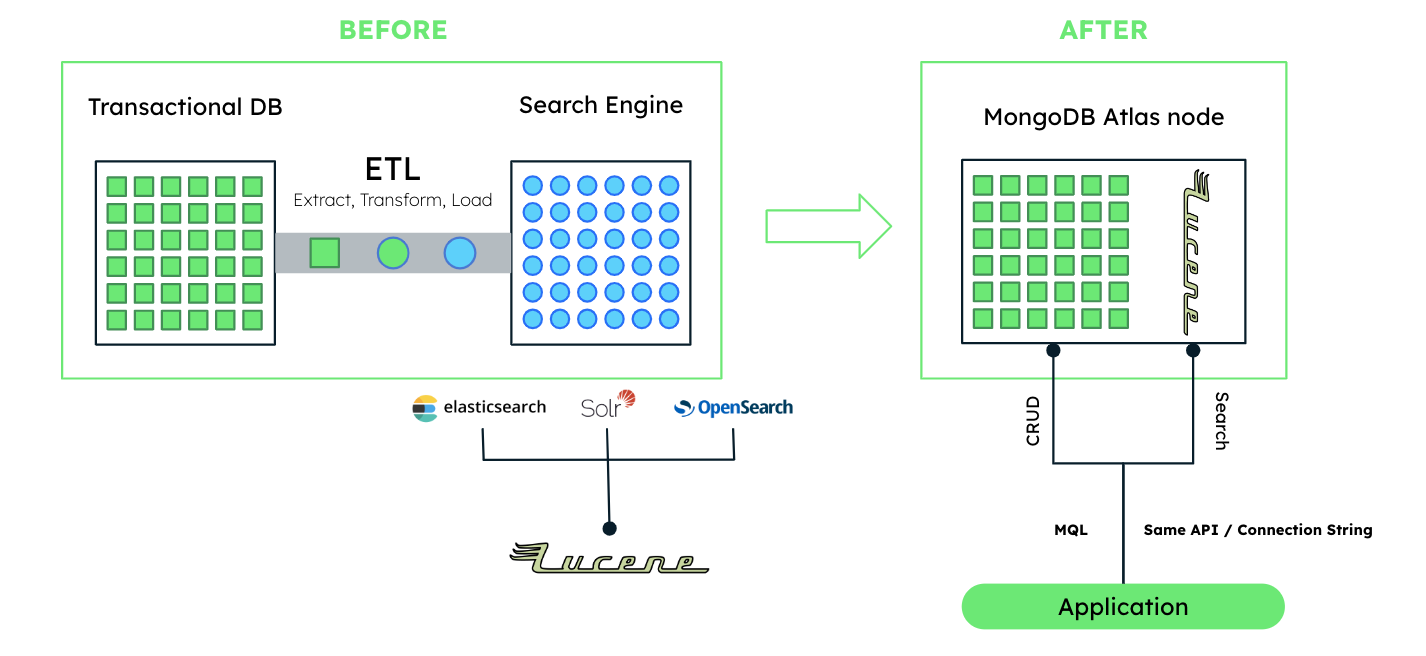 BEFORE
Transactional DB
Search Engine
ETL
Extract, Transform, Load
elasticsearch
Solr
OpenSearch
Lucene
AFTER
MongoDB Atlas node
Lucene
CRUD
Search
MQL
Same API / Connection String
Application